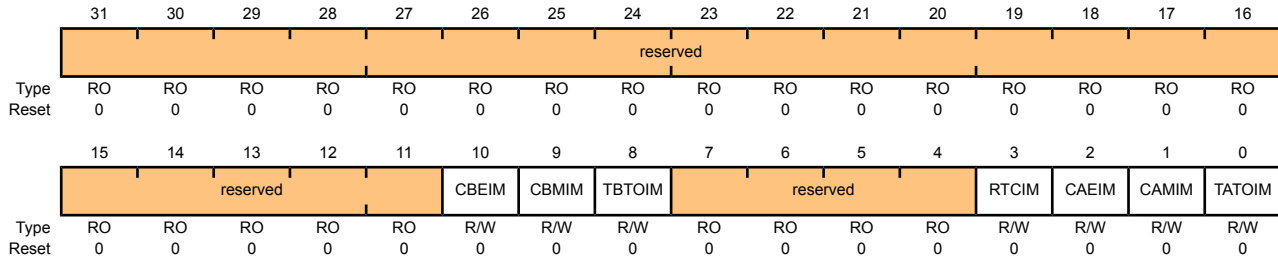 31 30 29 28 27 26 25 24 23 22 21 20 19 18 17 16
reserved
Type RO RO RO RO RO RO RO RO RO RO RO RO RO RO RO RO
Reset 0 0 0 0 0 0 0 0 0 0 0 0 0 0 0 0
15 14 13 12 11 10 9 8 7 6 5 4 3 2 1 0
reserved CBEIM CBMIM TBTOIM reserved RTCIM CAEIM CAMIM TATOIM
Type RO RO RO RO RO R/W R/W R/W RO RO RO RO R/W R/W R/W R/W
Reset 0 0 0 0 0 0 0 0 0 0 0 0 0 0 0 0